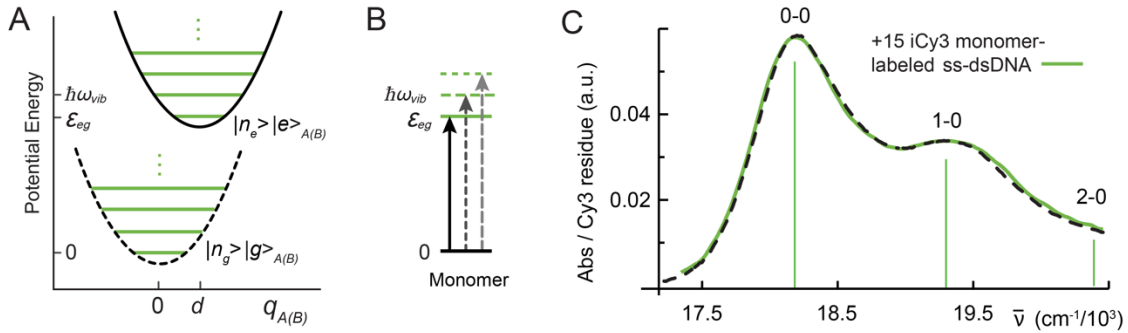 A
Potential Energy
ħω_vib
ε_eg
0
|n_e>|e>_A(B)
|n_g>|g>_A(B)
0
d
q_A(B)
B
ħω_vib
ε_eg
0
Monomer
C
0-0
+15 iCy3 monomer-
labeled ss-dsDNA
1-0
2-0
Abs / Cy3 residue (a.u.)
0.04
0.02
17.5
18.5
19.5
ν̅ (cm⁻¹/10³)